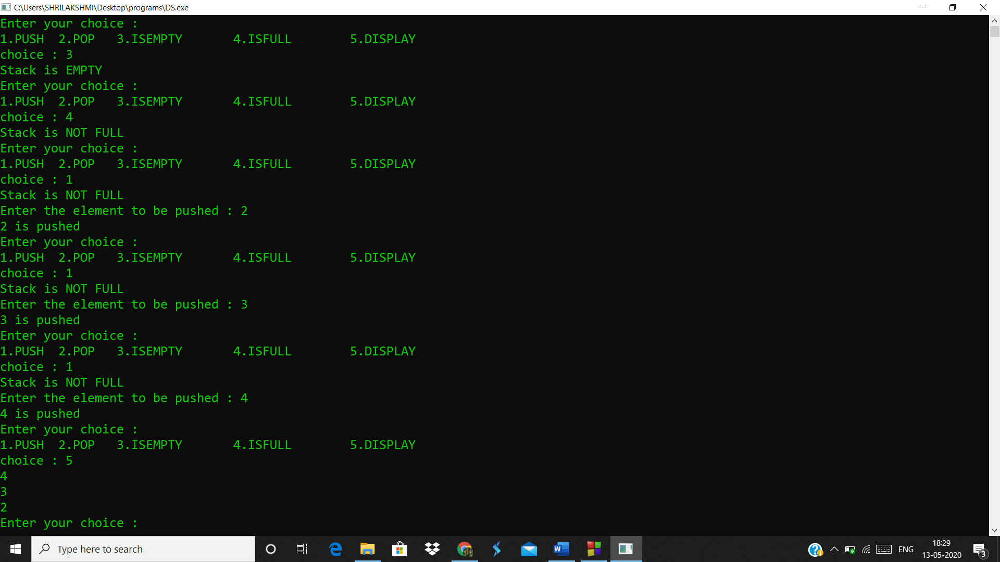 C:\Users\SHRILAKSHMI\Desktop\programs\DS.exe
Enter your choice :
1.PUSH  2.POP   3.ISEMPTY       4.ISFULL        5.DISPLAY
choice : 3
Stack is EMPTY
Enter your choice :
1.PUSH  2.POP   3.ISEMPTY       4.ISFULL        5.DISPLAY
choice : 4
Stack is NOT FULL
Enter your choice :
1.PUSH  2.POP   3.ISEMPTY       4.ISFULL        5.DISPLAY
choice : 1
Stack is NOT FULL
Enter the element to be pushed : 2
2 is pushed
Enter your choice :
1.PUSH  2.POP   3.ISEMPTY       4.ISFULL        5.DISPLAY
choice : 1
Stack is NOT FULL
Enter the element to be pushed : 3
3 is pushed
Enter your choice :
1.PUSH  2.POP   3.ISEMPTY       4.ISFULL        5.DISPLAY
choice : 1
Stack is NOT FULL
Enter the element to be pushed : 4
4 is pushed
Enter your choice :
1.PUSH  2.POP   3.ISEMPTY       4.ISFULL        5.DISPLAY
choice : 5
4
3
2
Enter your choice :
Type here to search
ENG
18:29
13-05-2020
3